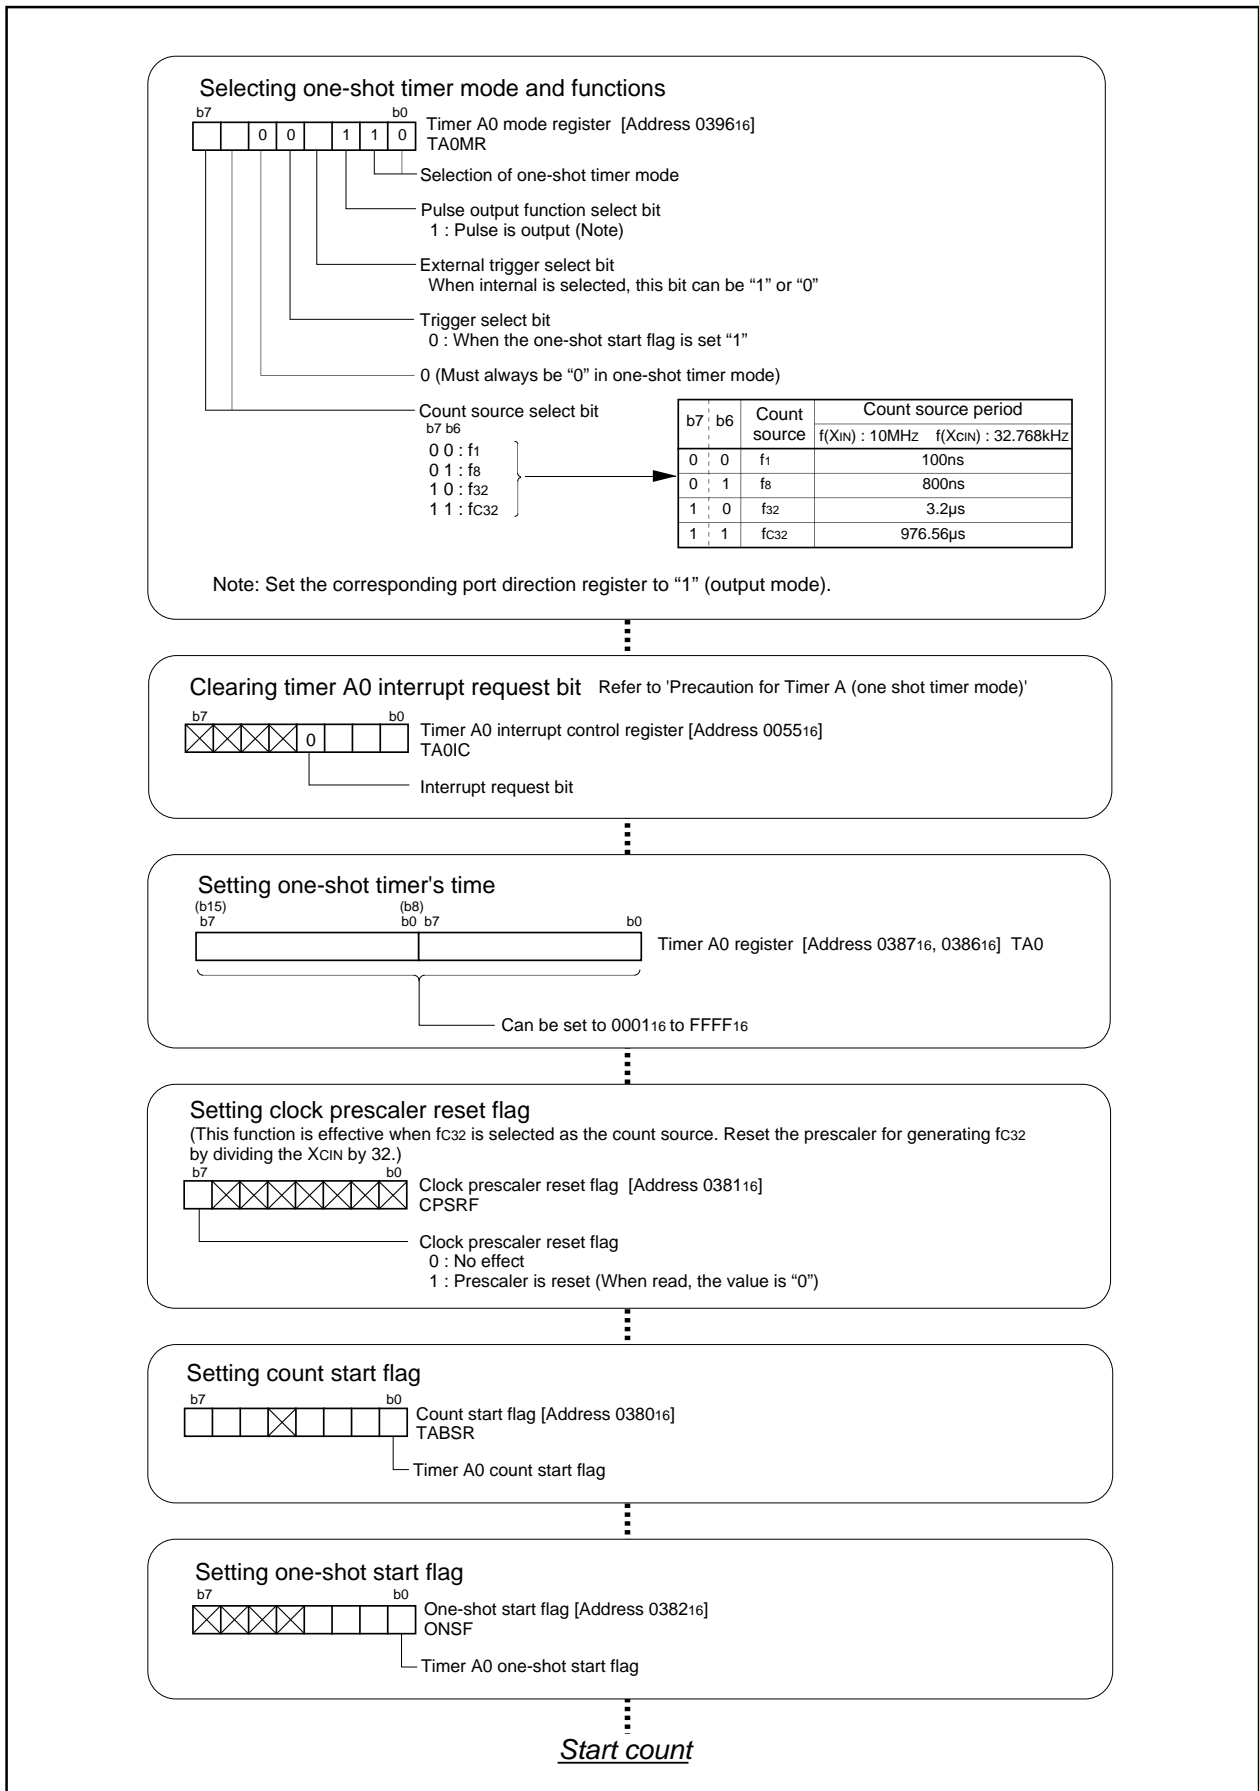 Selecting one-shot timer mode and functions
b7 b0
0 0 1 1 0
Timer A0 mode register [Address 039616]
TA0MR
Selection of one-shot timer mode
Pulse output function select bit
1 : Pulse is output (Note)
External trigger select bit
When internal is selected, this bit can be “1” or “0”
Trigger select bit
0 : When the one-shot start flag is set “1”
0 (Must always be “0” in one-shot timer mode)
Count source select bit
b7 b6
0 0 : f1
0 1 : f8
1 0 : f32
1 1 : fC32
b7 b6 Count source Count source period
f(XIN) : 10MHz f(XCIN) : 32.768kHz
0 0 f1 100ns
0 1 f8 800ns
1 0 f32 3.2µs
1 1 fC32 976.56µs
Note: Set the corresponding port direction register to “1” (output mode).
Clearing timer A0 interrupt request bit Refer to 'Precaution for Timer A (one shot timer mode)'
b7 b0
0
Timer A0 interrupt control register [Address 005516]
TA0IC
Interrupt request bit
Setting one-shot timer's time
(b15) (b8)
b7 b0 b7 b0
Timer A0 register [Address 038716, 038616] TA0
Can be set to 000116 to FFFF16
Setting clock prescaler reset flag
(This function is effective when fC32 is selected as the count source. Reset the prescaler for generating fC32
by dividing the XCIN by 32.)
b7 b0
Clock prescaler reset flag [Address 038116]
CPSRF
Clock prescaler reset flag
0 : No effect
1 : Prescaler is reset (When read, the value is “0”)
Setting count start flag
b7 b0
Count start flag [Address 038016]
TABSR
Timer A0 count start flag
Setting one-shot start flag
b7 b0
One-shot start flag [Address 038216]
ONSF
Timer A0 one-shot start flag
Start count